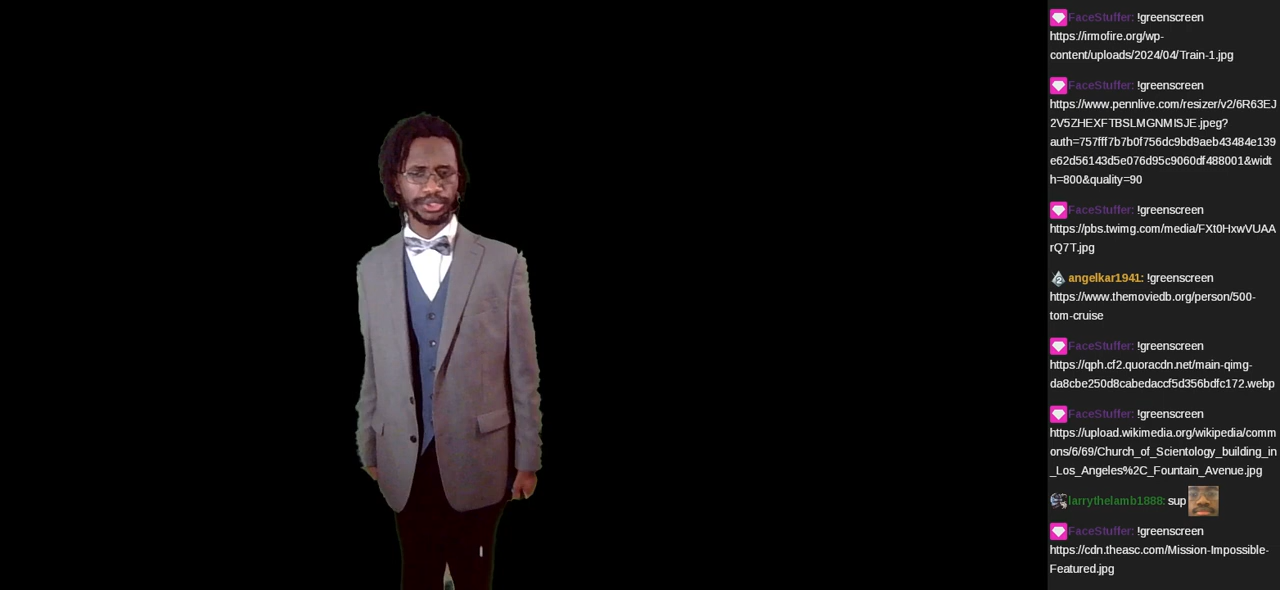 FaceStuffer: !greenscreen
https://irmofire.org/wp-
content/uploads/2024/04/Train-1.jpg
FaceStuffer: !greenscreen
https://www.pennlive.com/resizer/v2/6R63EJ
2V5ZHEXFTBSLMGNMISJE.jpeg?
auth=757fff7b7b0f756dc9bd9aeb43484e139
e62d56143d5e076d95c9060df488001&widt
h=800&quality=90
FaceStuffer: !greenscreen
https://pbs.twimg.com/media/FXt0HxwVUAA
rQ7T.jpg
angelkar1941: !greenscreen
https://www.themoviedb.org/person/500-
tom-cruise
FaceStuffer: !greenscreen
https://qph.cf2.quoracdn.net/main-qimg-
da8cbe250d8cabedaccf5d356bdfc172.webp
FaceStuffer: !greenscreen
https://upload.wikimedia.org/wikipedia/comm
ons/6/69/Church_of_Scientology_building_in
_Los_Angeles%2C_Fountain_Avenue.jpg
larrythelamb1888: sup
FaceStuffer: !greenscreen
https://cdn.theasc.com/Mission-Impossible-
Featured.jpg